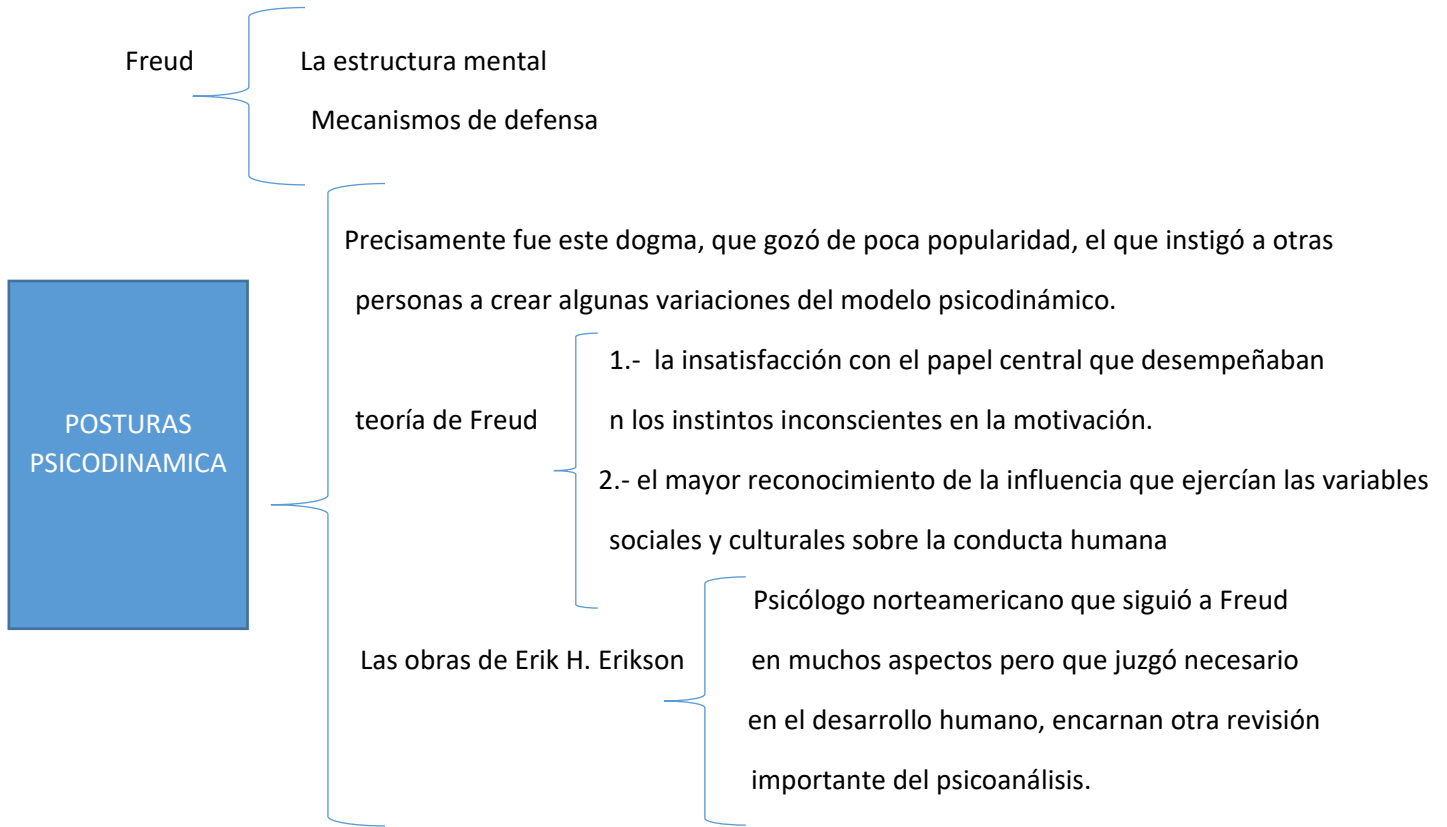 Freud
La estructura mental
Mecanismos de defensa
POSTURAS
PSICODINAMICA
Precisamente fue este dogma, que gozó de poca popularidad, el que instigó a otras
personas a crear algunas variaciones del modelo psicodinámico.
teoría de Freud
1.- la insatisfacción con el papel central que desempeñaban
n los instintos inconscientes en la motivación.
2.- el mayor reconocimiento de la influencia que ejercían las variables
sociales y culturales sobre la conducta humana
Las obras de Erik H. Erikson
Psicólogo norteamericano que siguió a Freud
en muchos aspectos pero que juzgó necesario
en el desarrollo humano, encarnan otra revisión
importante del psicoanálisis.